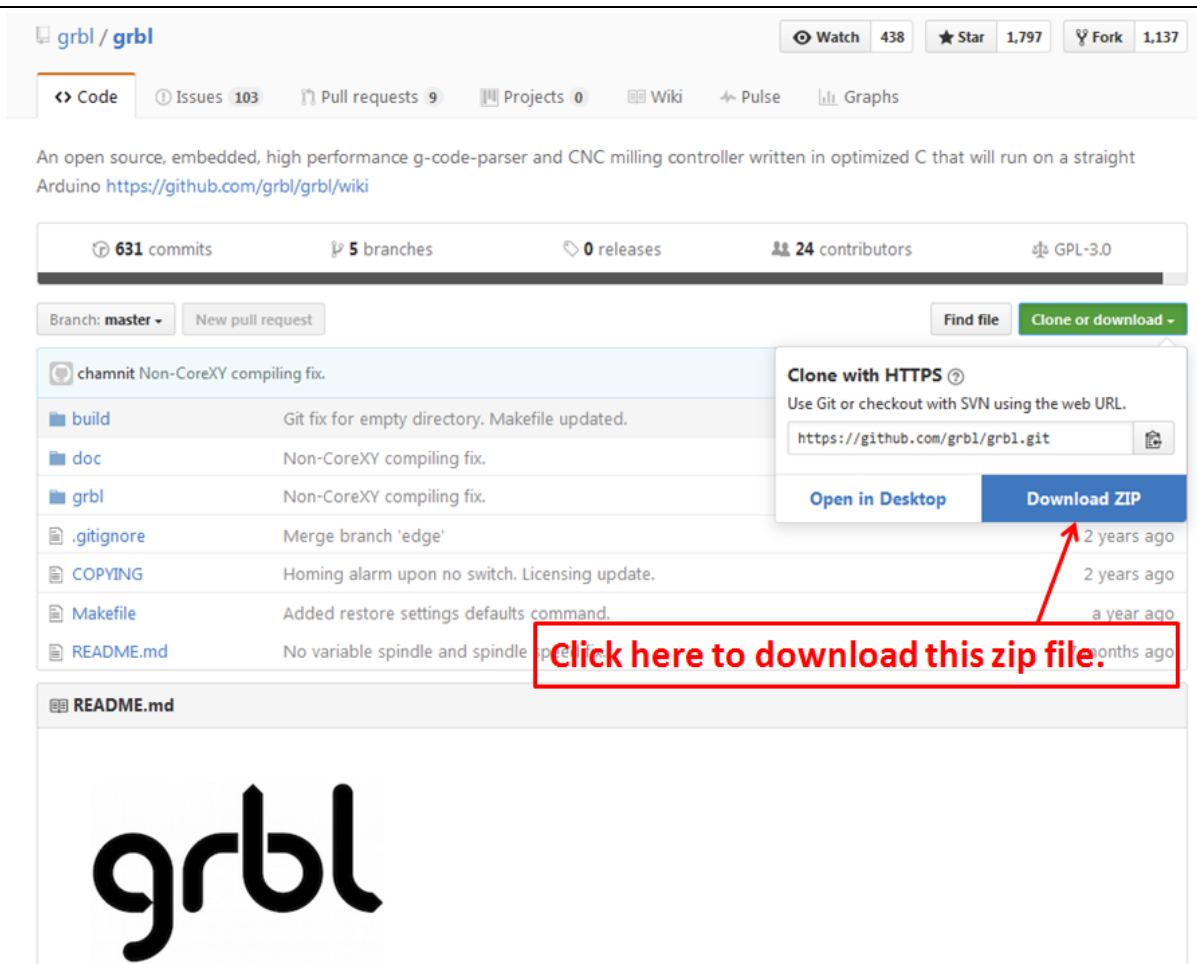 grbl / grbl
Watch 438 Star 1,797 Fork 1,137
Code Issues 103 Pull requests 9 Projects 0 Wiki Pulse Graphs
An open source, embedded, high performance g-code-parser and CNC milling controller written in optimized C that will run on a straight
Arduino https://github.com/grbl/grbl/wiki
631 commits 5 branches 0 releases 24 contributors GPL-3.0
Branch: master New pull request Find file Clone or download
chamnit Non-CoreXY compiling fix.
Clone with HTTPS
Use Git or checkout with SVN using the web URL.
https://github.com/grbl/grbl.git
Open in Desktop Download ZIP
build Git fix for empty directory. Makefile updated.
doc Non-CoreXY compiling fix.
grbl Non-CoreXY compiling fix.
.gitignore Merge branch 'edge' 2 years ago
COPYING Homing alarm upon no switch. Licensing update. 2 years ago
Makefile Added restore settings defaults command. a year ago
README.md No variable spindle and spindle speed fix. months ago
Click here to download this zip file.
README.md
grbl